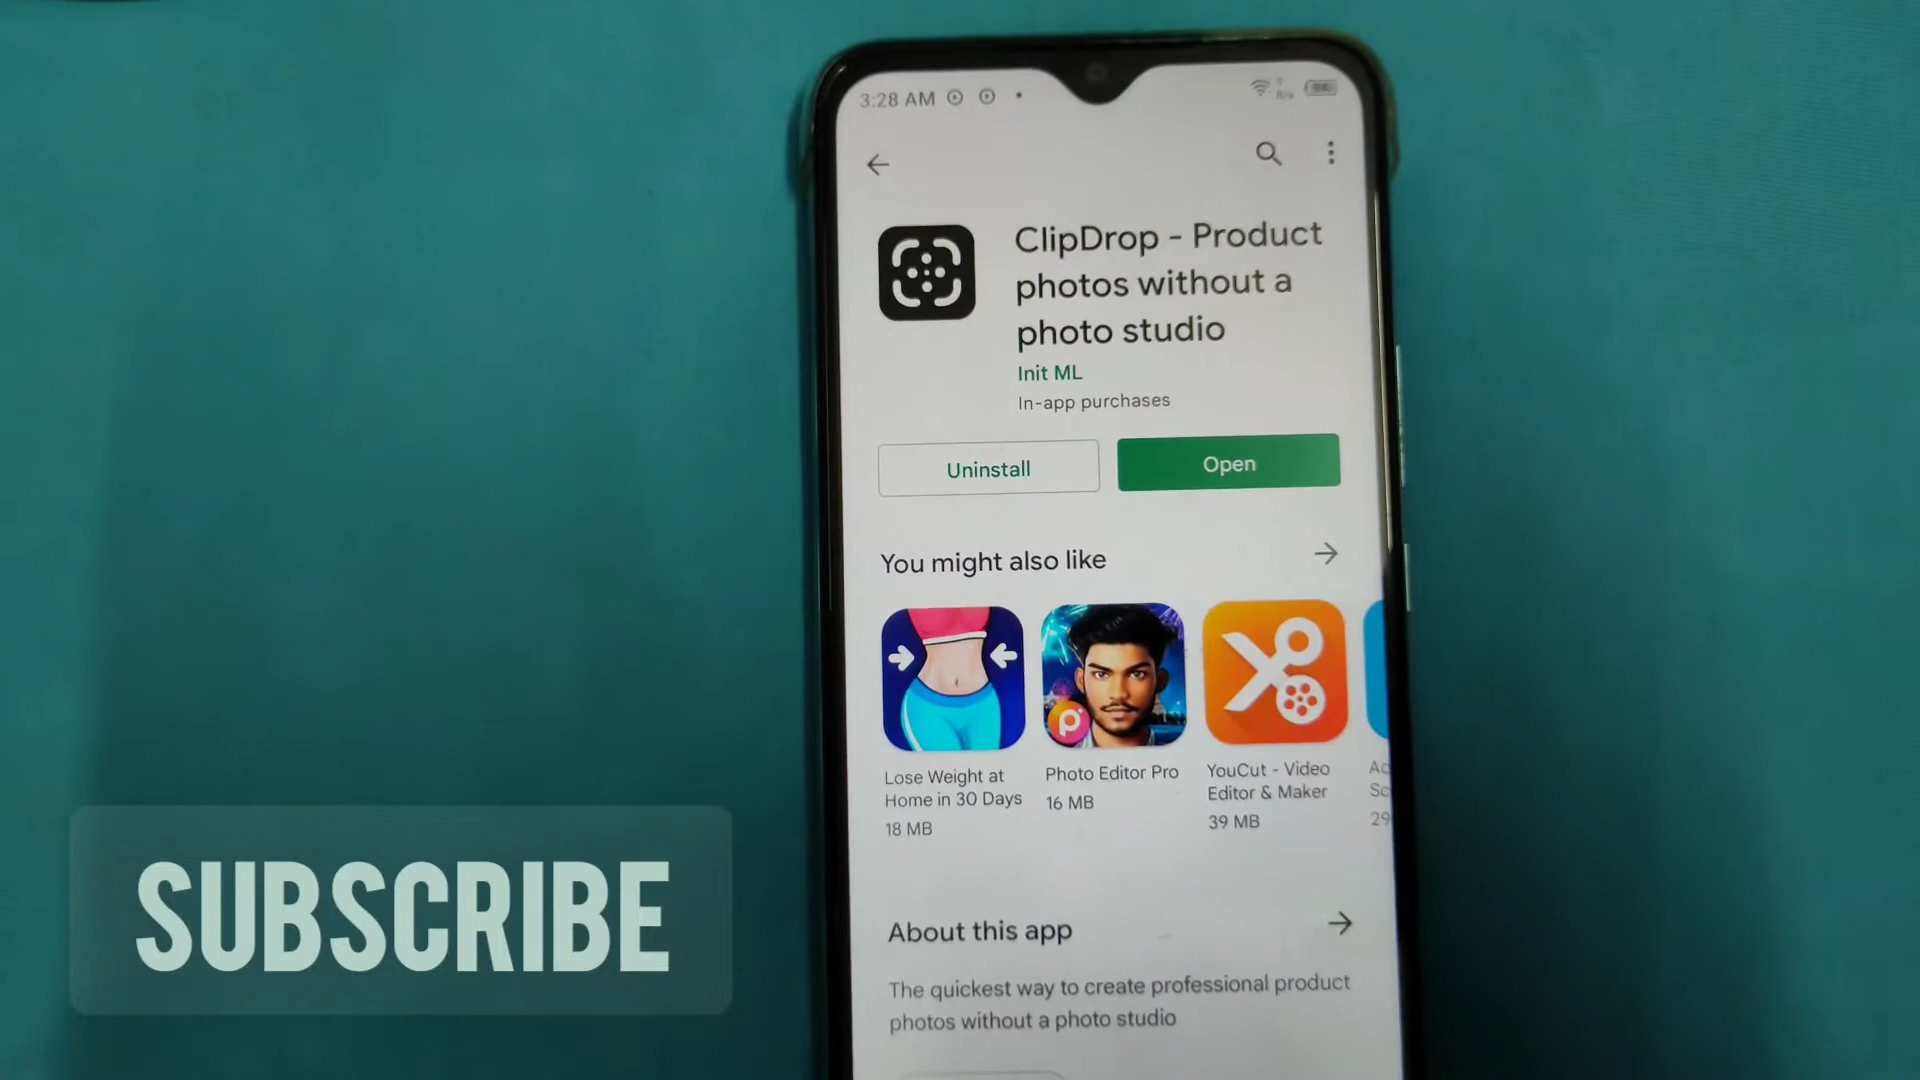 3:28 AM
ClipDrop - Product
photos without a
photo studio
Init ML
In-app purchases
Uninstall
Open
You might also like
Lose Weight at
Home in 30 Days
18 MB
Photo Editor Pro
16 MB
YouCut - Video
Editor & Maker
39 MB
About this app
The quickest way to create professional product
photos without a photo studio
SUBSCRIBE